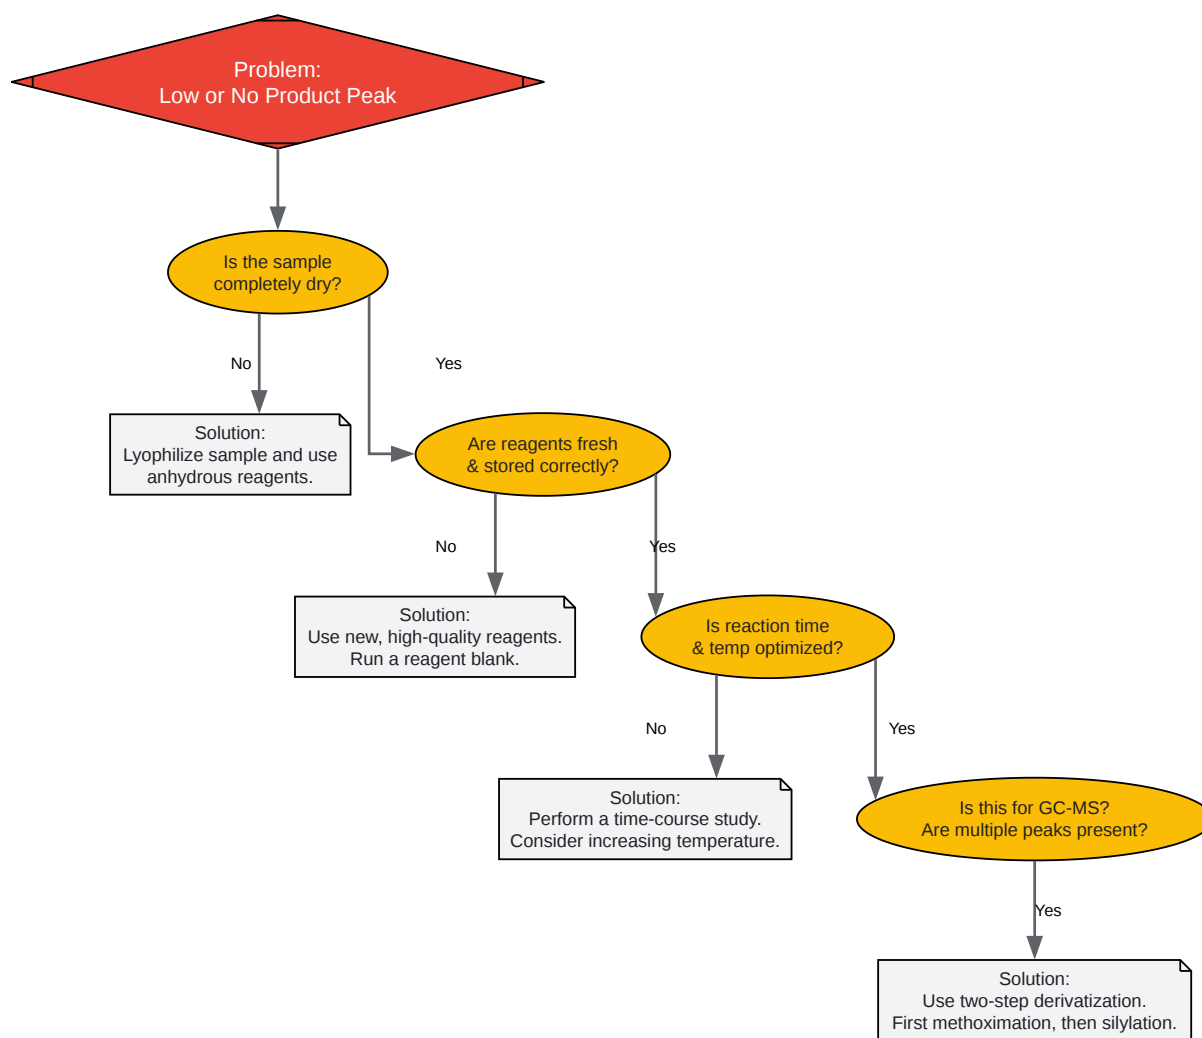 Problem:
Low or No Product Peak
Is the sample
completely dry?
No
Yes
Solution:
Lyophilize sample and use
anhydrous reagents.
Are reagents fresh
& stored correctly?
No
Yes
Solution:
Use new, high-quality reagents.
Run a reagent blank.
Is reaction time
& temp optimized?
No
Yes
Solution:
Perform a time-course study.
Consider increasing temperature.
Is this for GC-MS?
Are multiple peaks present?
Yes
Solution:
Use two-step derivatization.
First methoximation, then silylation.